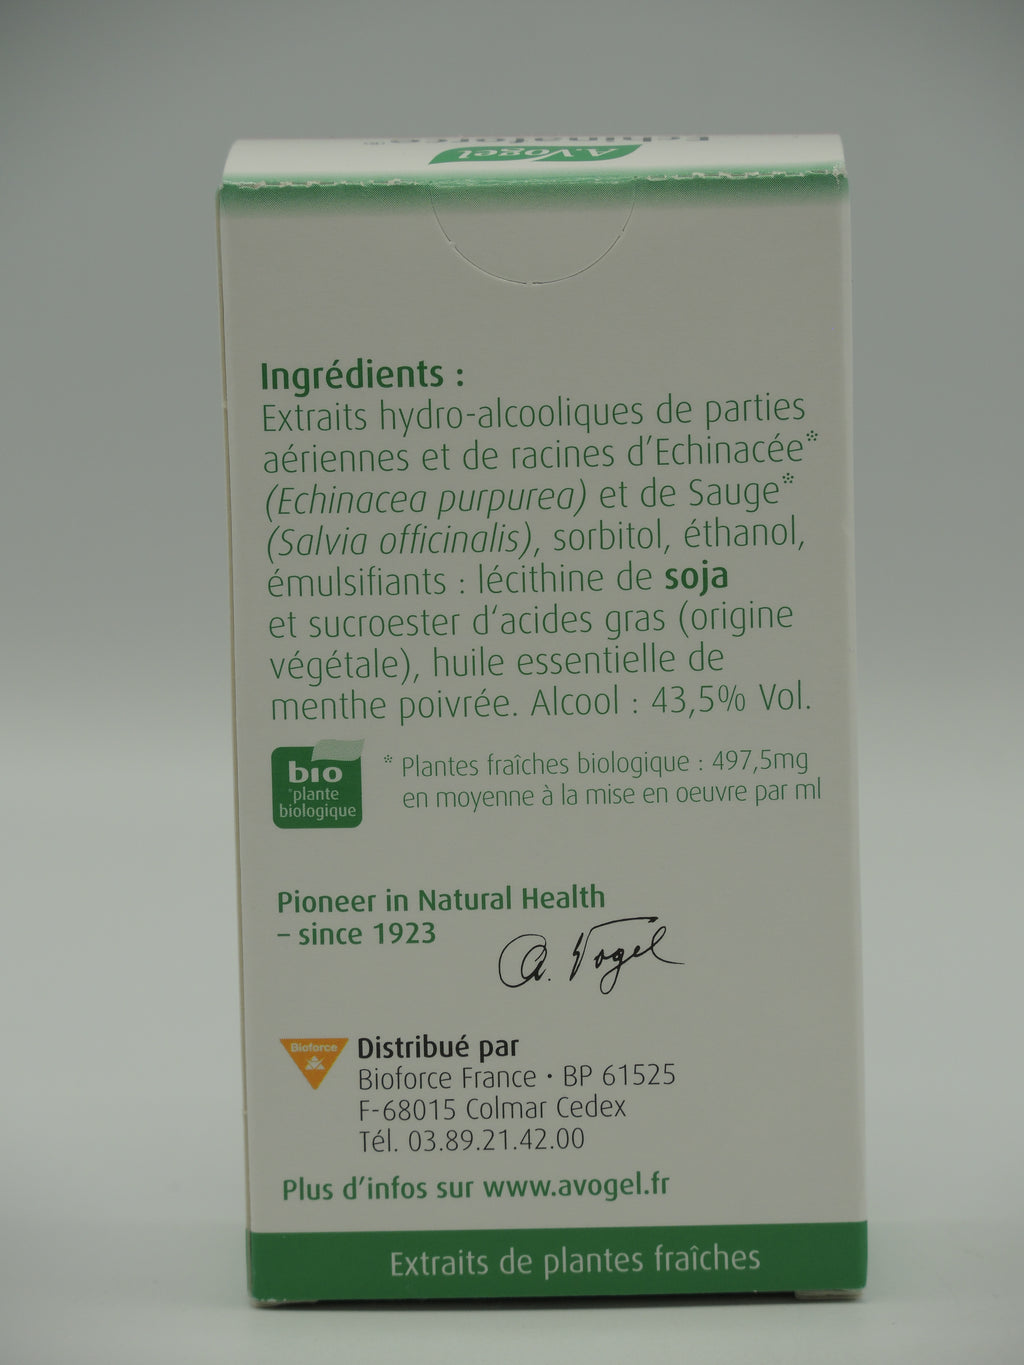 Echinaforce®
A.Vogel
Ingrédients :
Extraits hydro-alcooliques de parties
aériennes et de racines d'Echinacée*
(Echinacea purpurea) et de Sauge*
(Salvia officinalis), sorbitol, éthanol,
émulsifiants : lécithine de soja
et sucroester d'acides gras (origine
végétale), huile essentielle de
menthe poivrée. Alcool : 43,5% Vol.
bio
plante
biologique
* Plantes fraîches biologique : 497,5mg
en moyenne à la mise en oeuvre par ml
Pioneer in Natural Health
– since 1923
A. Vogel
Bioforce
Distribué par
Bioforce France • BP 61525
F-68015 Colmar Cedex
Tél. 03.89.21.42.00
Plus d'infos sur www.avogel.fr
Extraits de plantes fraîches